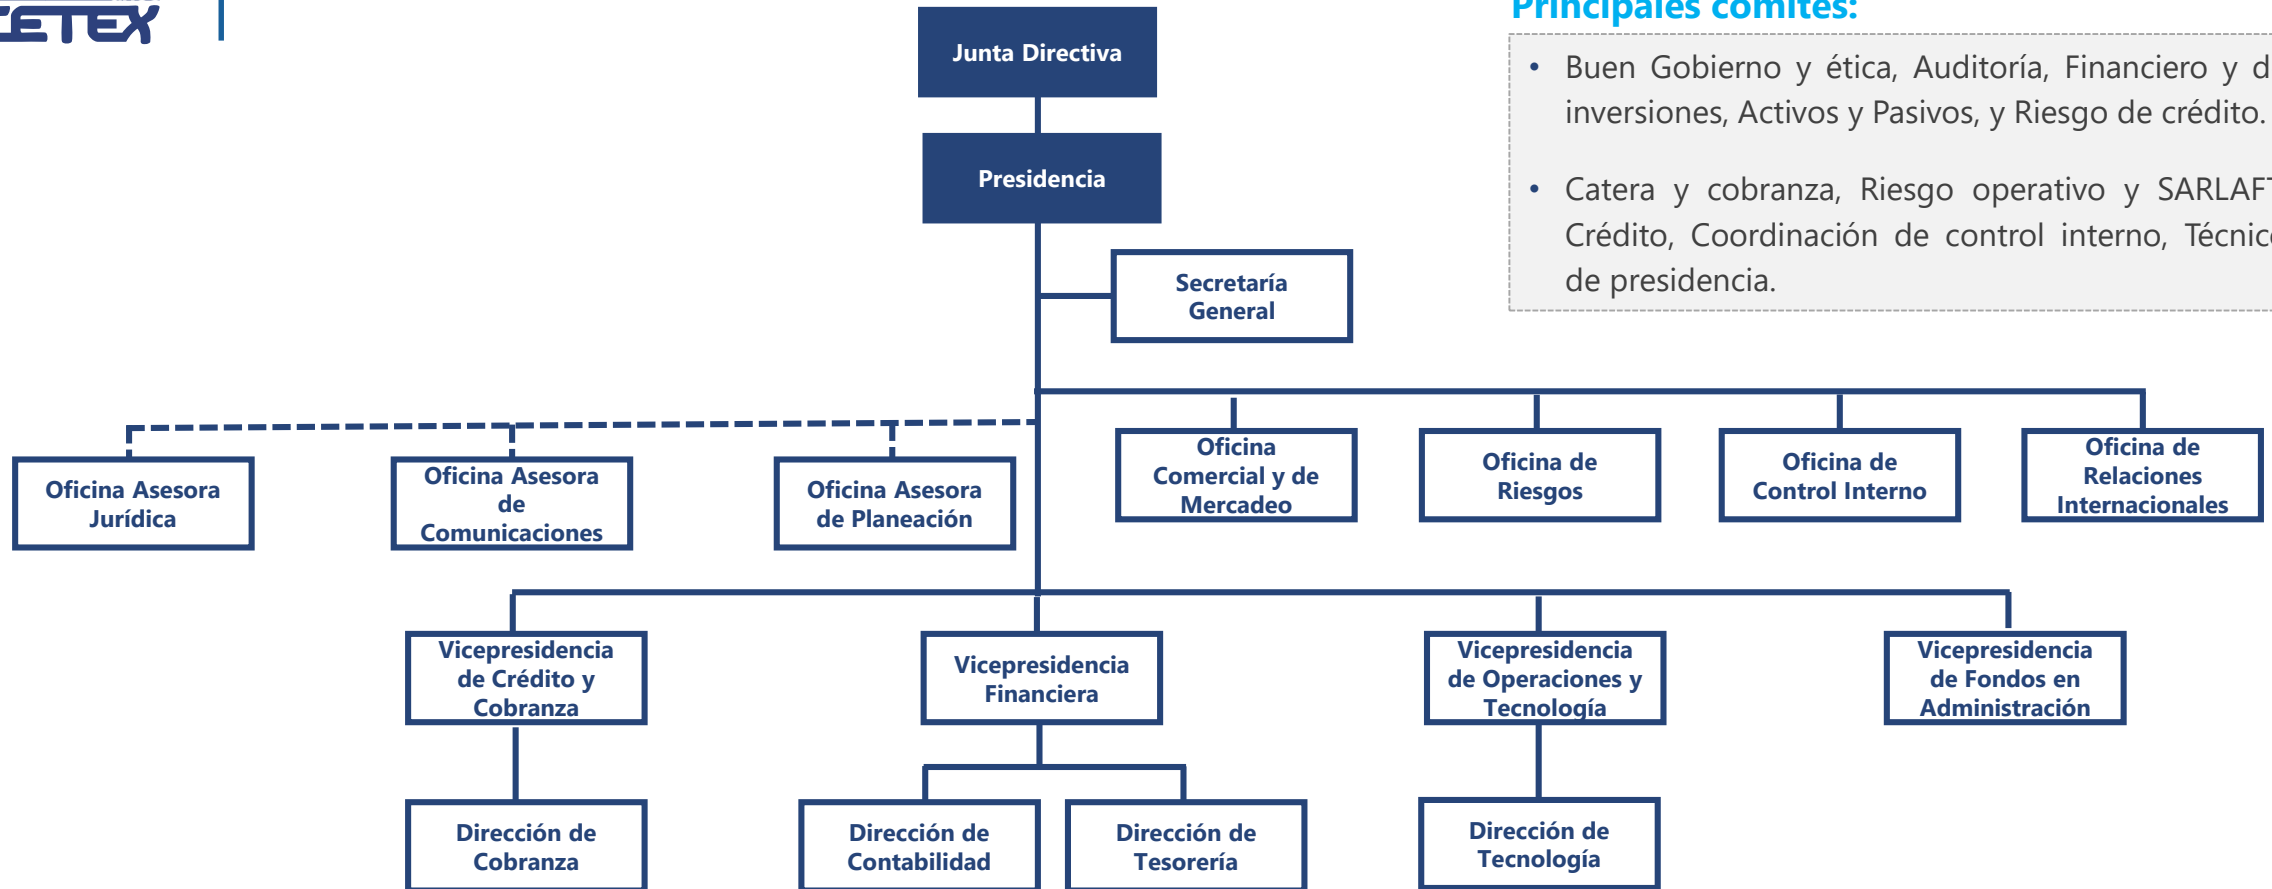 CETEX
Principales comités:
Junta Directiva
• Buen Gobierno y ética, Auditoría, Financiero y
inversiones, Activos y Pasivos, y Riesgo de crédito.
Presidencia
• Catera y cobranza, Riesgo operativo y SARLAFT
Crédito, Coordinación de control interno,
de presidencia.
Secretaría
General
Oficina Asesora
Jurídica
Oficina Asesora
de
Comunicaciones
Oficina Asesora
de Planeación
Oficina
Comercial y de
Mercadeo
Oficina de
Riesgos
Oficina de
Control Interno
Oficina de
Relaciones
Internacionales
Vicepresidencia
de Crédito y
Cobranza
Vicepresidencia
Financiera
Vicepresidencia
de Operaciones y
Tecnología
Vicepresidencia
de Fondos en
Administración
Dirección de
Cobranza
Dirección de
Contabilidad
Dirección de
Tesorería
Dirección de
Tecnología